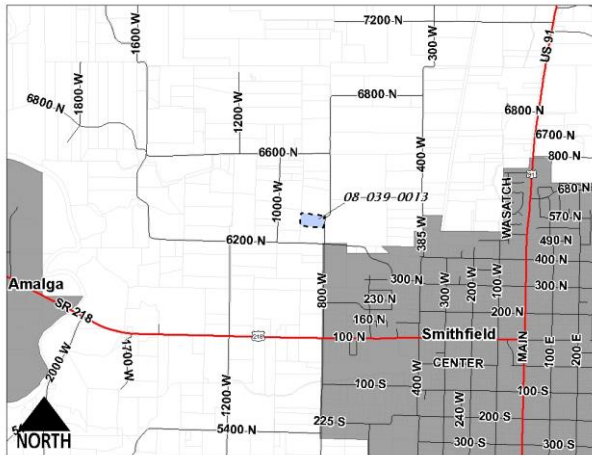 7200 N
1600 W
300 W
US-91
1800 W
6800 N
1200 W
6800 N
6800 N
6700 N
800 N
400 W
6600 N
1000 W
08-039-0013
WASATCH
91
680 N
570 N
490 N
400 N
6200 N
385 W
800 W
300 N
300 W
200 W
100 W
300 N
230 N
160 N
200 N
Amalga
SR-218
218
100 N
Smithfield
MAIN
100 E
200 E
CENTER
1700 W
2000 W
1200 W
100 S
400 W
240 W
100 S
200 S
225 S
5400 N
300 S
300 S
NORTH